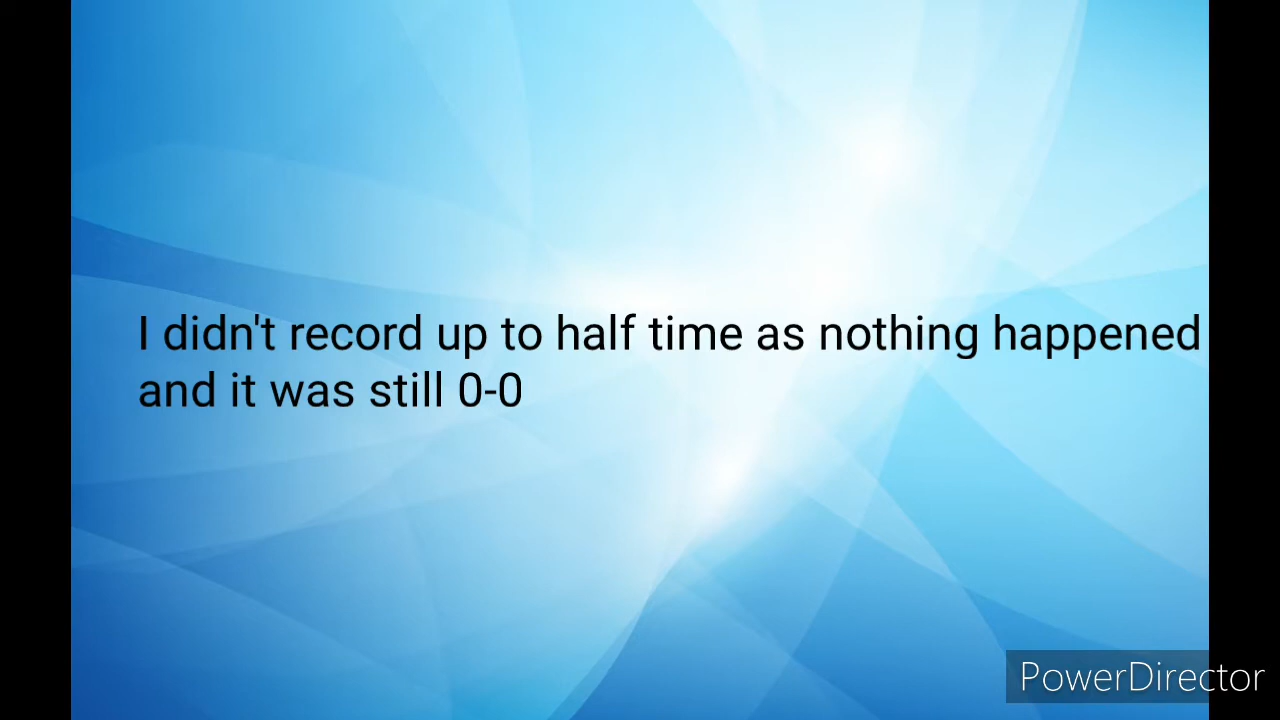 I didn't record up to half time as nothing happened
and it was still 0-0
PowerDirector